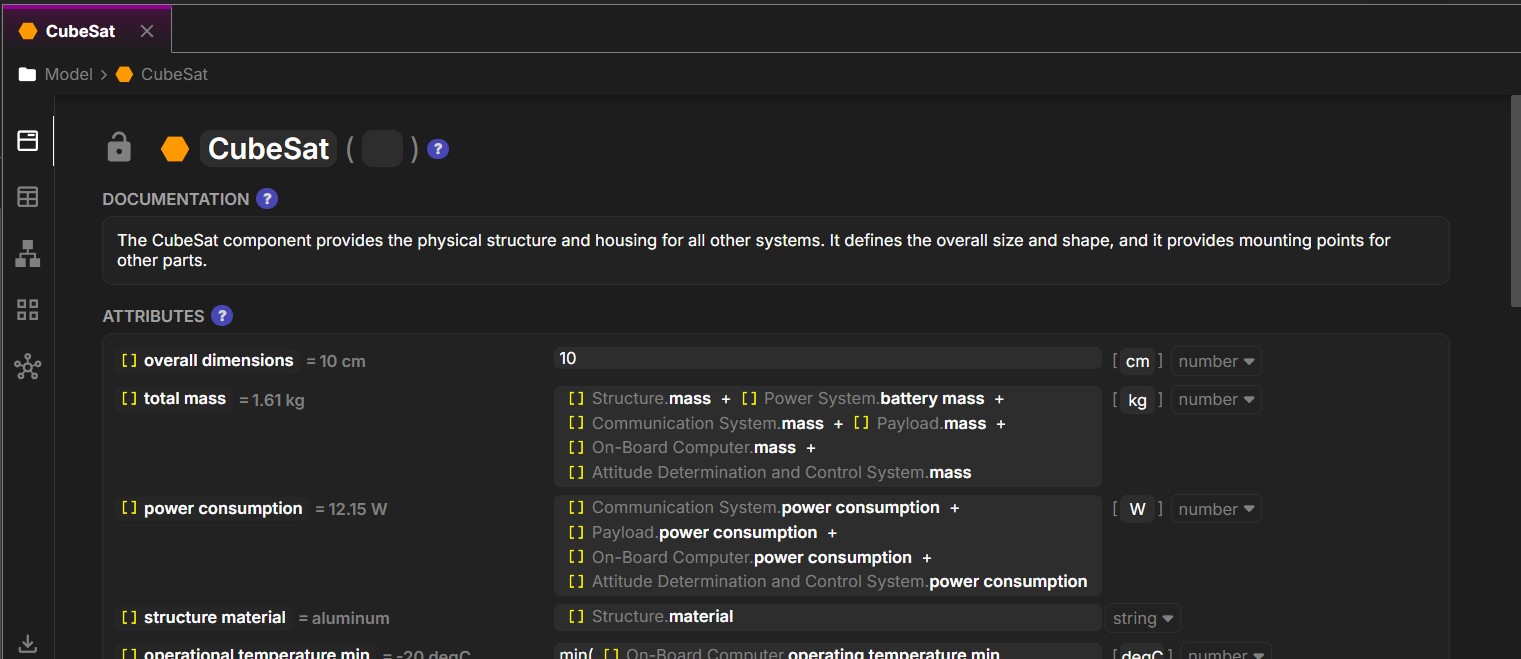 CubeSat
Model > CubeSat
CubeSat ( ) ?
DOCUMENTATION ?
The CubeSat component provides the physical structure and housing for all other systems. It defines the overall size and shape, and it provides mounting points for
other parts.
ATTRIBUTES ?
[] overall dimensions = 10 cm 10 [ cm ] number
[] total mass = 1.61 kg [] Structure.mass + [] Power System.battery mass + [ kg ] number
[] Communication System.mass + [] Payload.mass +
[] On-Board Computer.mass +
[] Attitude Determination and Control System.mass
[] power consumption = 12.15 W [] Communication System.power consumption + [ W ] number
[] Payload.power consumption +
[] On-Board Computer.power consumption +
[] Attitude Determination and Control System.power consumption
[] structure material = aluminum [] Structure.material string
[] operational temperature min = -20 degC min( [] On-Board Computer.operating temperature min [ degC ] number